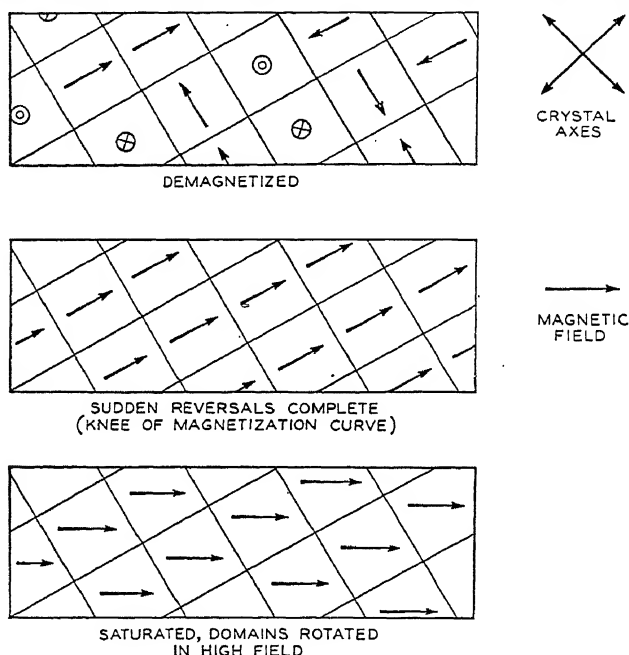 CRYSTAL
AXES
DEMAGNETIZED
MAGNETIC
FIELD
SUDDEN REVERSALS COMPLETE
(KNEE OF MAGNETIZATION CURVE)
SATURATED, DOMAINS ROTATED
IN HIGH FIELD